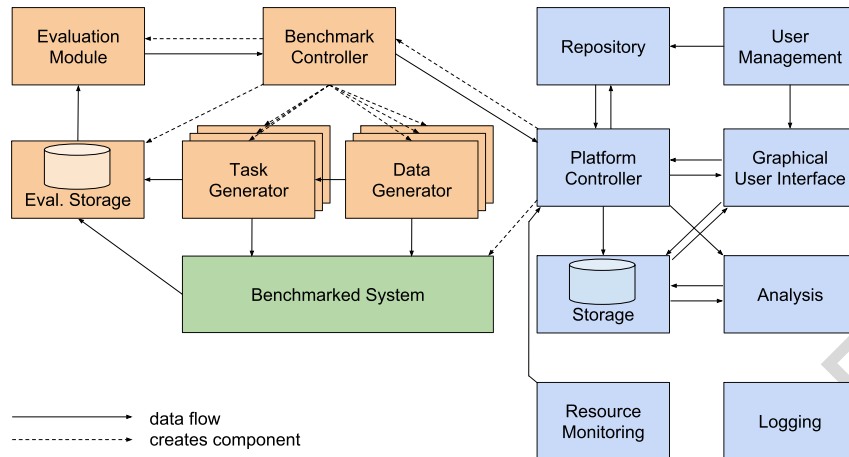 Evaluation
Module
Benchmark
Controller
Repository
User
Management
Eval. Storage
Task
Generator
Data
Generator
Platform
Controller
Graphical
User Interface
Benchmarked System
Storage
Analysis
Resource
Monitoring
Logging
data flow
creates component